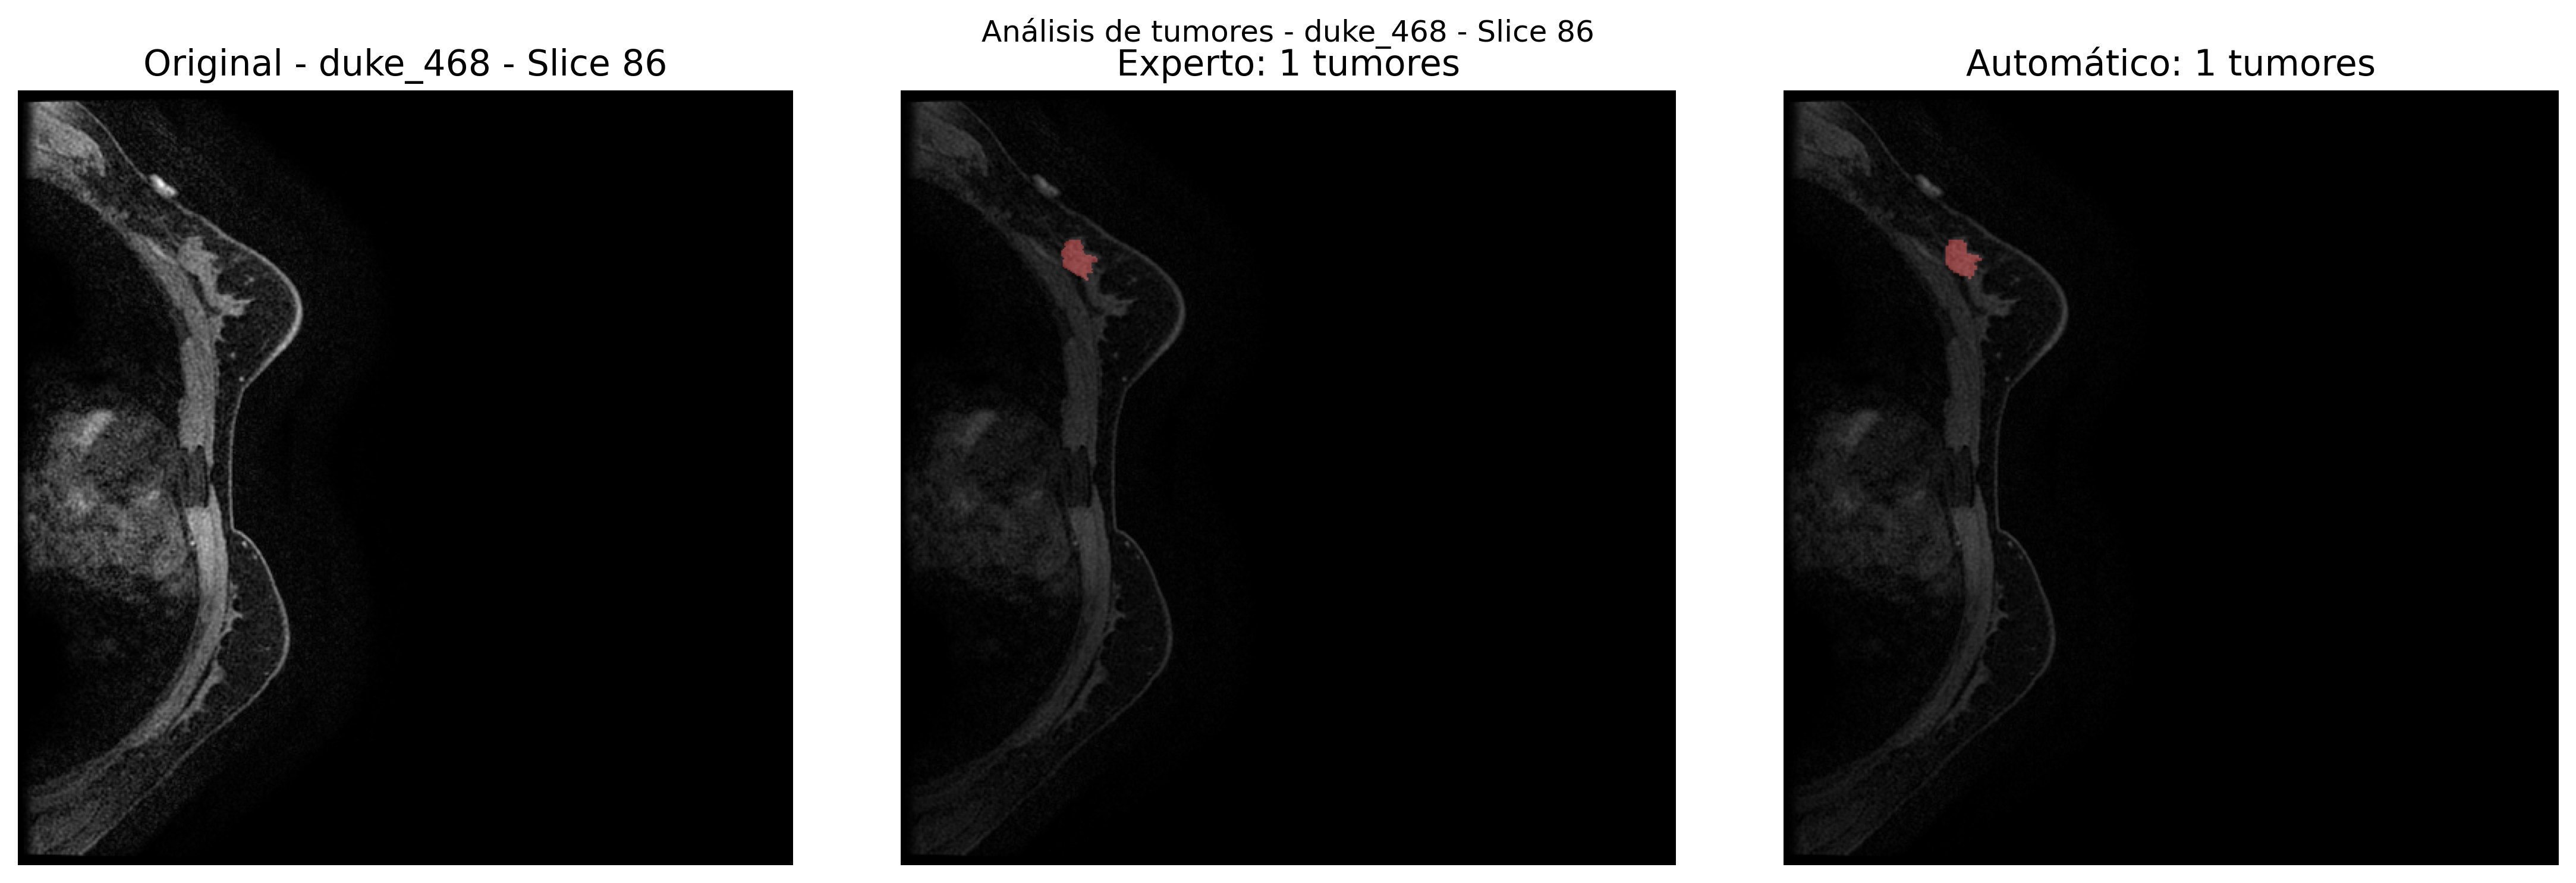 Análisis de tumores - duke_468 - Slice 86
Original - duke_468 - Slice 86
Experto: 1 tumores
Automático: 1 tumores